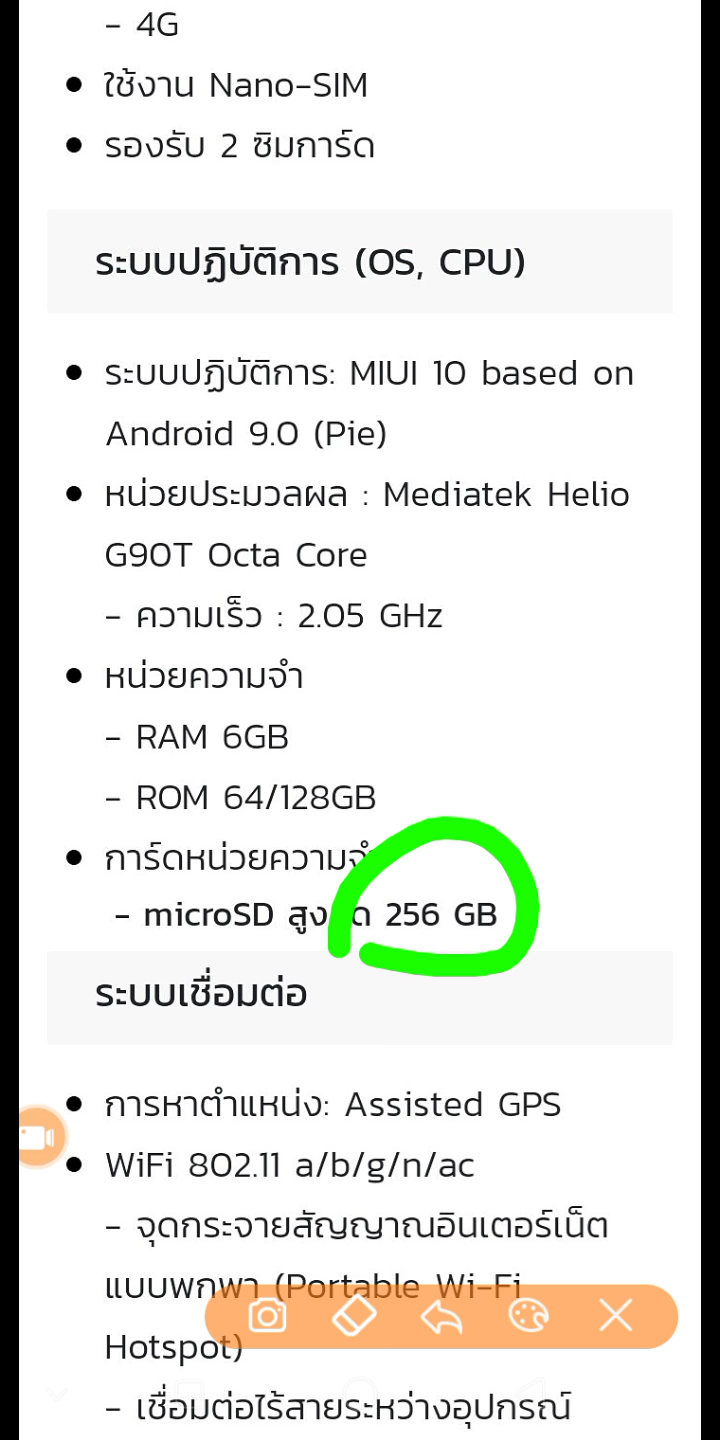 - 4G
ใช้งาน Nano-SIM
รองรับ 2 ซิมการ์ด
ระบบปฏิบัติการ (OS, CPU)
ระบบปฏิบัติการ: MIUI 10 based on
Android 9.0 (Pie)
หน่วยประมวลผล : Mediatek Helio
G90T Octa Core
- ความเร็ว : 2.05 GHz
หน่วยความจำ
- RAM 6GB
- ROM 64/128GB
การ์ดหน่วยความจำ
- microSD สูงสุด 256 GB
ระบบเชื่อมต่อ
การหาตำแหน่ง: Assisted GPS
WiFi 802.11 a/b/g/n/ac
- จุดกระจายสัญญาณอินเตอร์เน็ต
แบบพกพา (Portable Wi-Fi
Hotspot)
- เชื่อมต่อไร้สายระหว่างอุปกรณ์